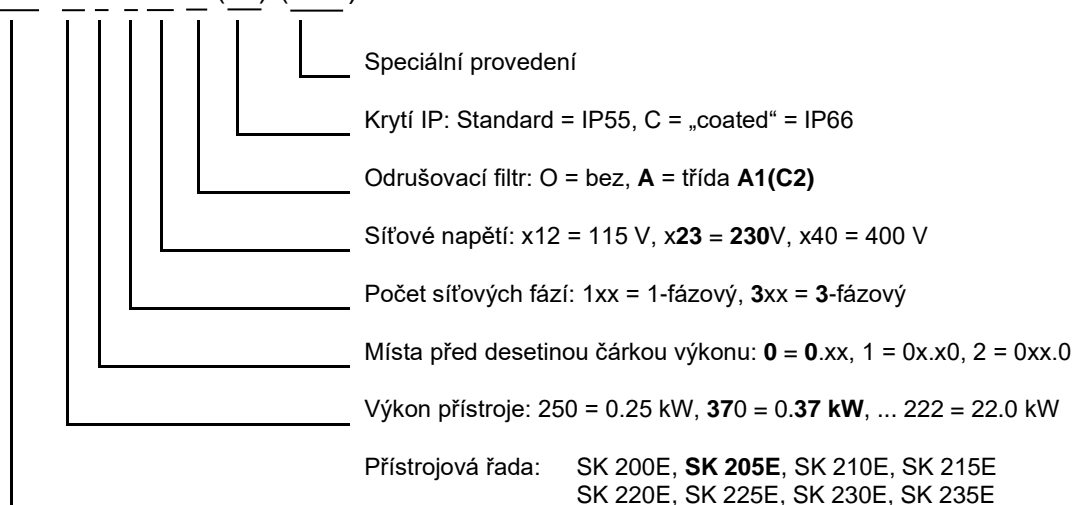 Speciální provedení
Krytí IP: Standard = IP55, C = „coated“ = IP66
Odrušovací filtr: O = bez, A = třída A1(C2)
Síťové napětí: x12 = 115 V, x23 = 230V, x40 = 400 V
Počet síťových fází: 1xx = 1-fázový, 3xx = 3-fázový
Místa před desetinou čárkou výkonu: 0 = 0.xx, 1 = 0x.x0, 2 = 0xx.0
Výkon přístroje: 250 = 0.25 kW, 370 = 0.37 kW, ... 222 = 22.0 kW
Přístrojová řada: SK 200E, SK 205E, SK 210E, SK 215E
SK 220E, SK 225E, SK 230E, SK 235E